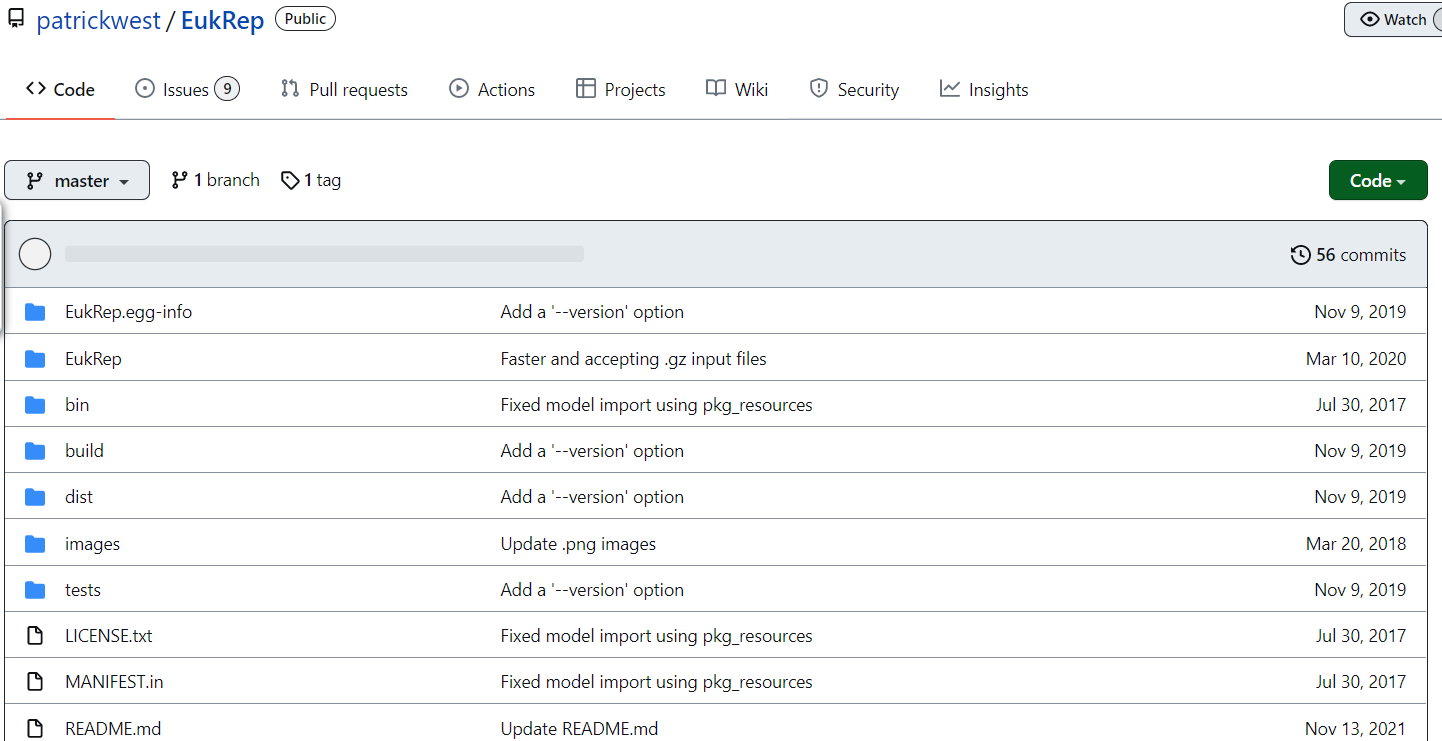 patrickwest / EukRep Public Watch
Code Issues 9 Pull requests Actions Projects Wiki Security Insights
master 1 branch 1 tag Code
56 commits
EukRep.egg-info Add a '--version' option Nov 9, 2019
EukRep Faster and accepting .gz input files Mar 10, 2020
bin Fixed model import using pkg_resources Jul 30, 2017
build Add a '--version' option Nov 9, 2019
dist Add a '--version' option Nov 9, 2019
images Update .png images Mar 20, 2018
tests Add a '--version' option Nov 9, 2019
LICENSE.txt Fixed model import using pkg_resources Jul 30, 2017
MANIFEST.in Fixed model import using pkg_resources Jul 30, 2017
README.md Update README.md Nov 13, 2021